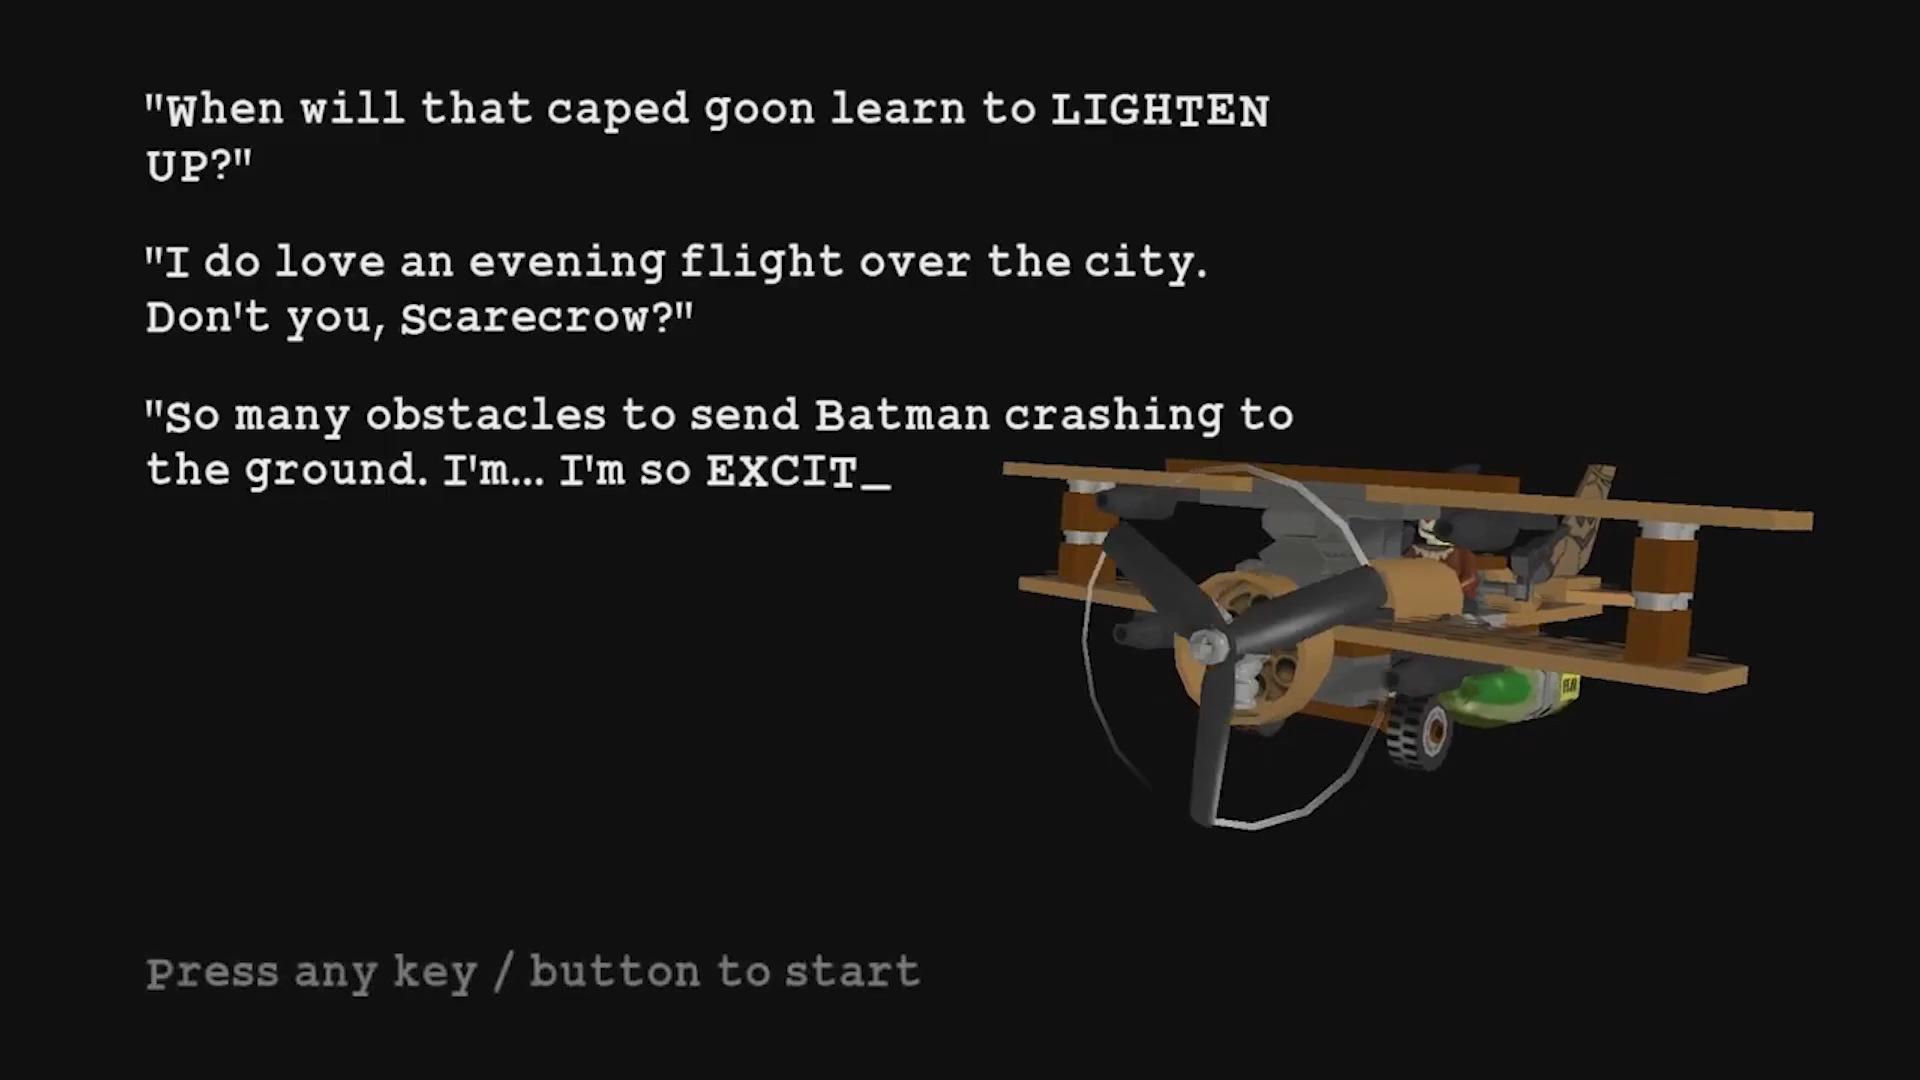 "When will that caped goon learn to LIGHTEN
UP?"
"I do love an evening flight over the city.
Don't you, Scarecrow?"
"So many obstacles to send Batman crashing to
the ground. I'm... I'm so EXCIT_
Press any key / button to start